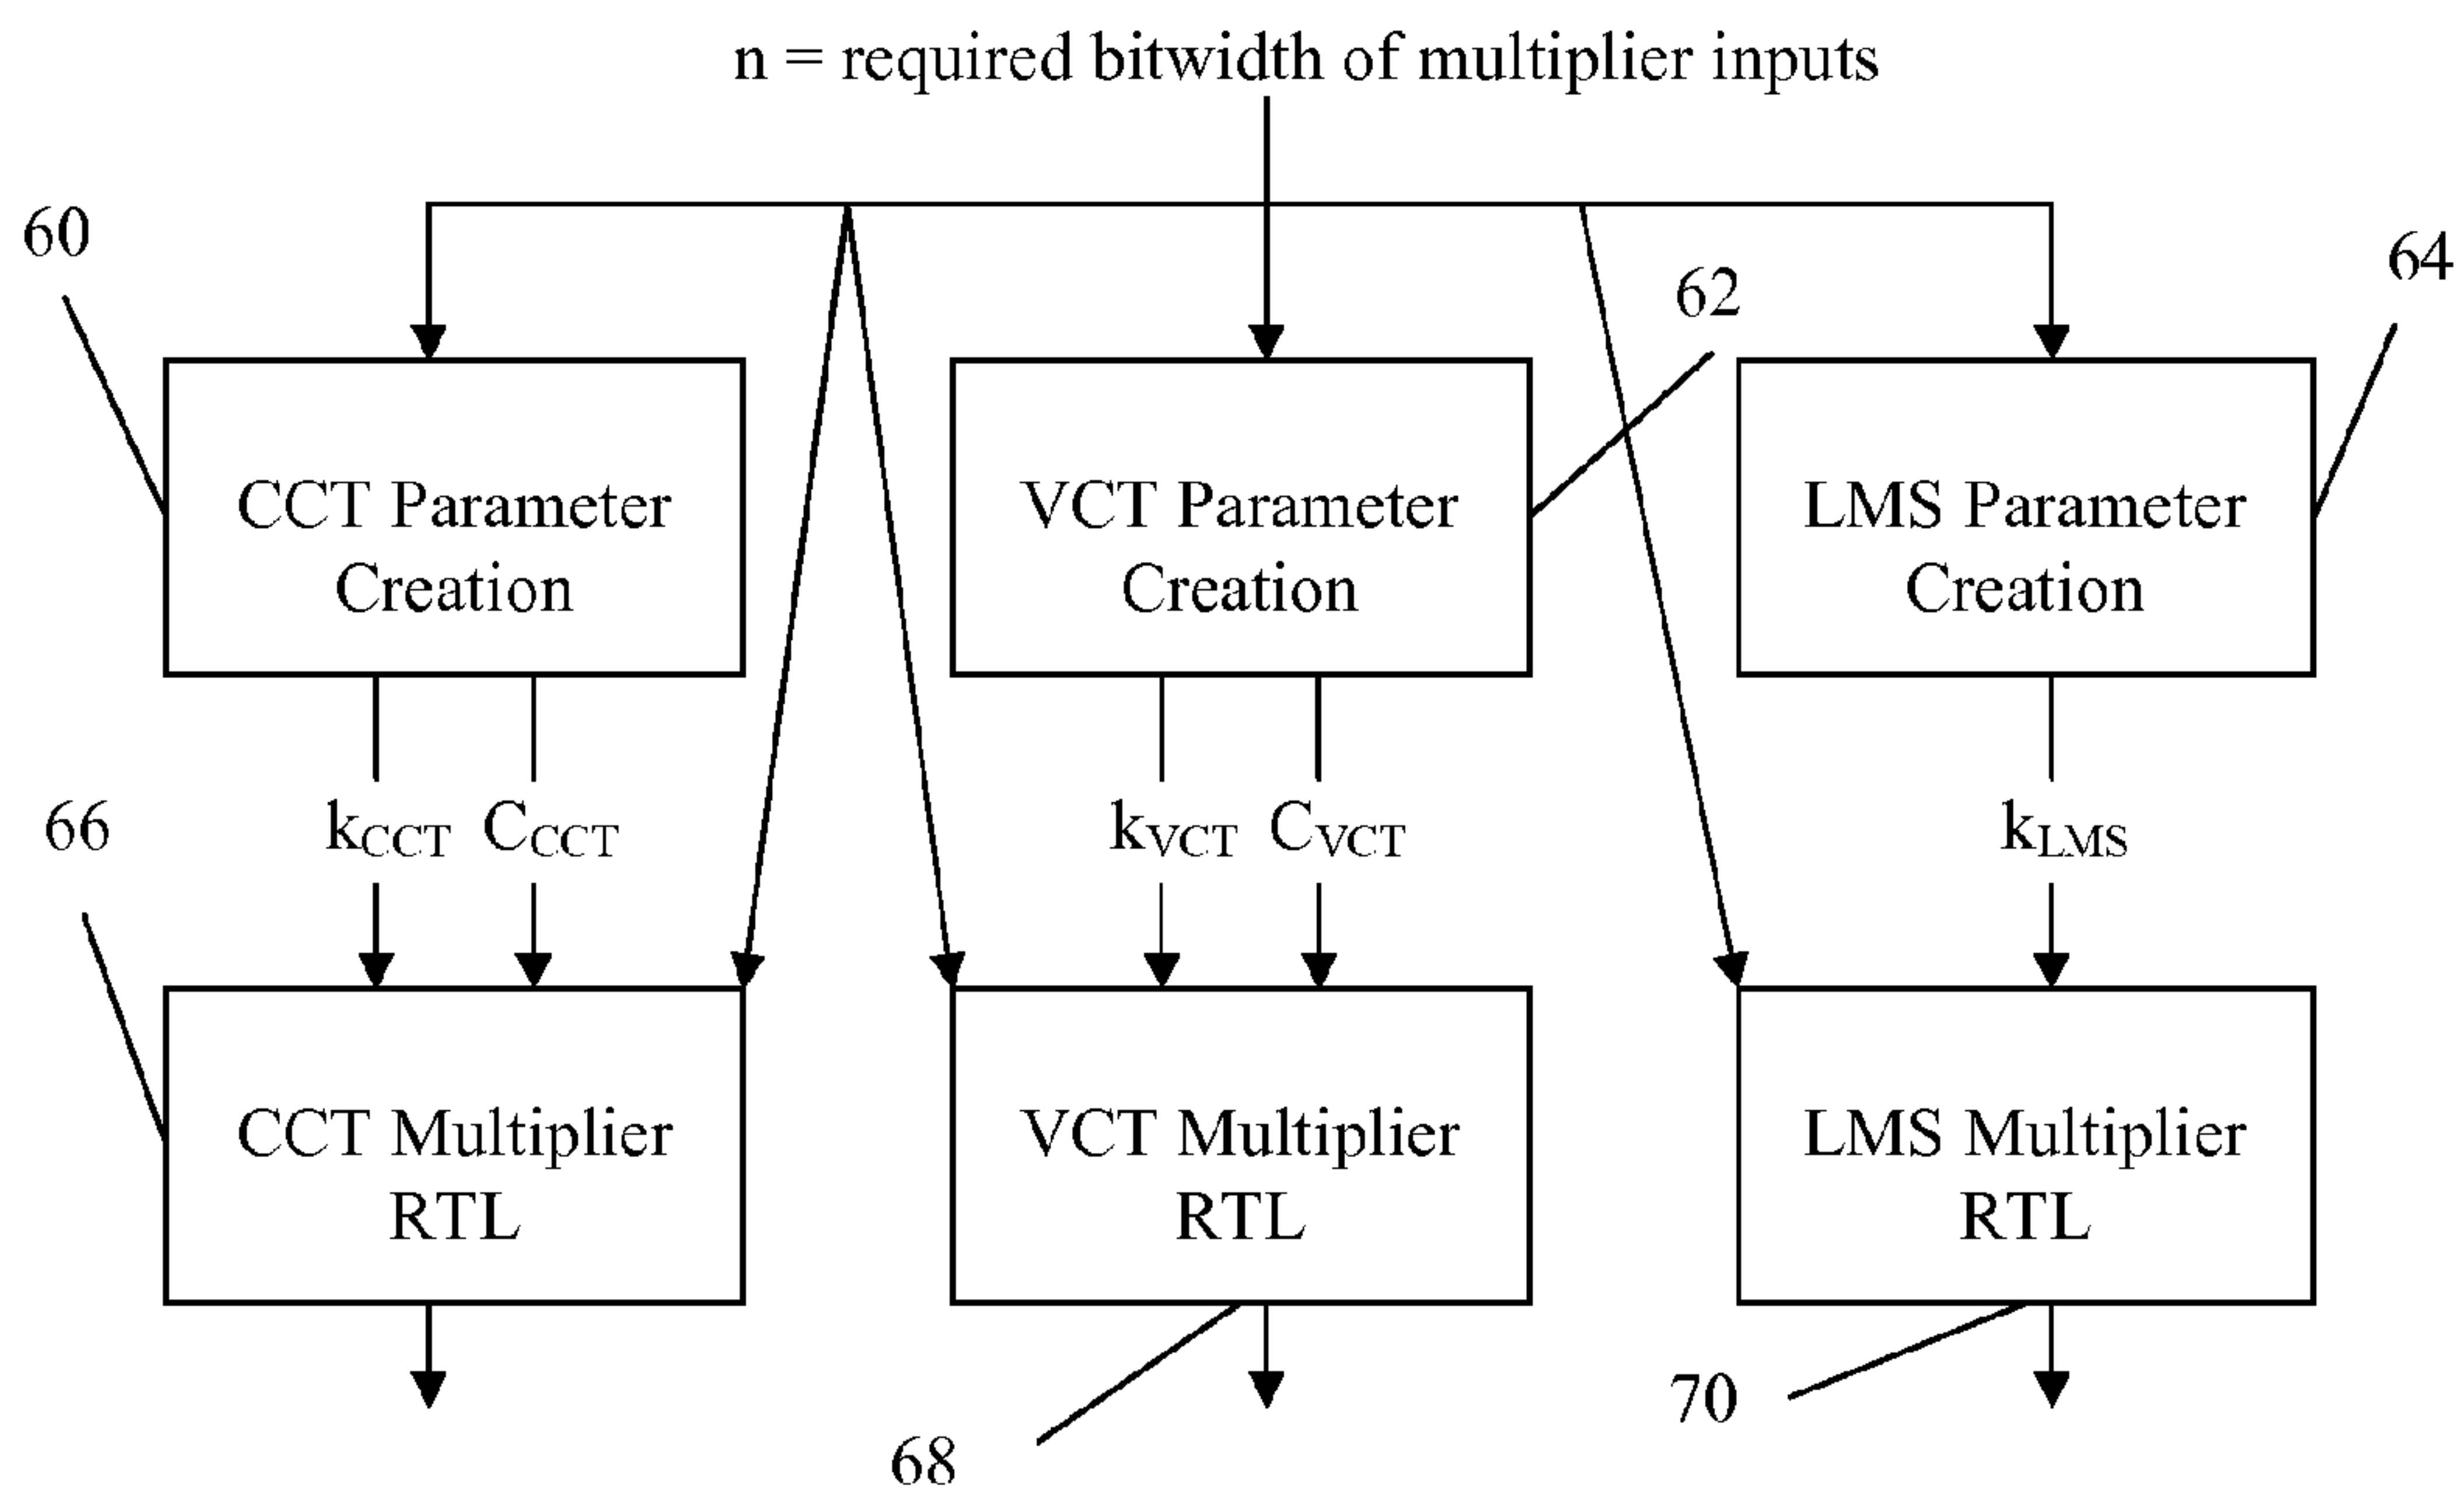 n = required bitwidth of multiplier inputs
60
62
64
CCT Parameter
Creation
VCT Parameter
Creation
LMS Parameter
Creation
66
kCCT CCCT
kVCT CVCT
kLMS
CCT Multiplier
RTL
VCT Multiplier
RTL
LMS Multiplier
RTL
68
70